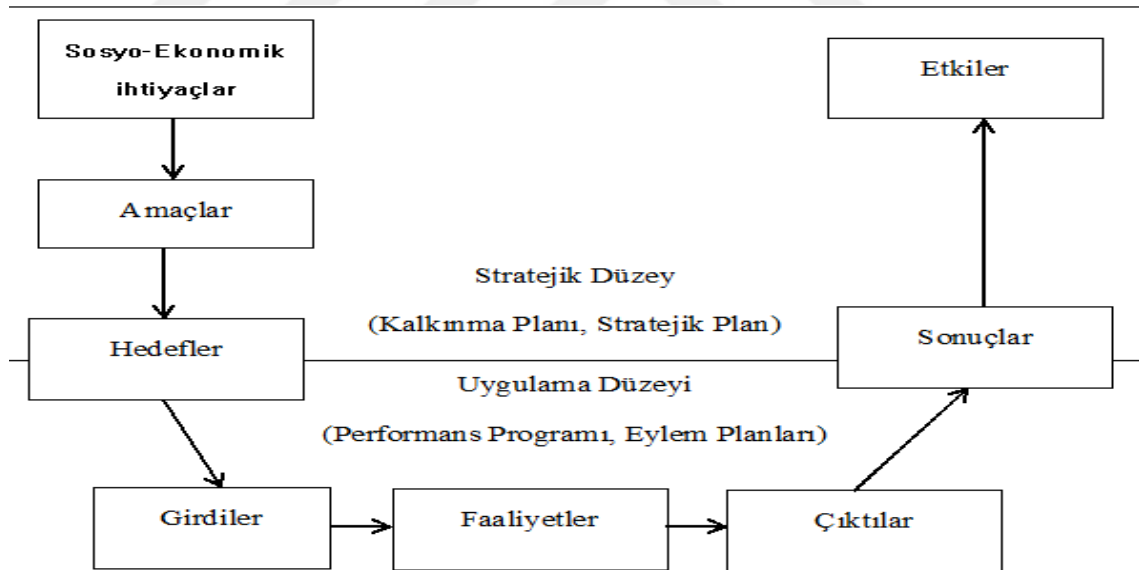 Sosyo-Ekonomik
ihtiyaçlar
Etkiler
Amaçlar
Stratejik Düzey
(Kalkınma Planı, Stratejik Plan)
Hedefler
Sonuçlar
Uygulama Düzeyi
(Performans Programı, Eylem Planları)
Girdiler
Faaliyetler
Çıktılar